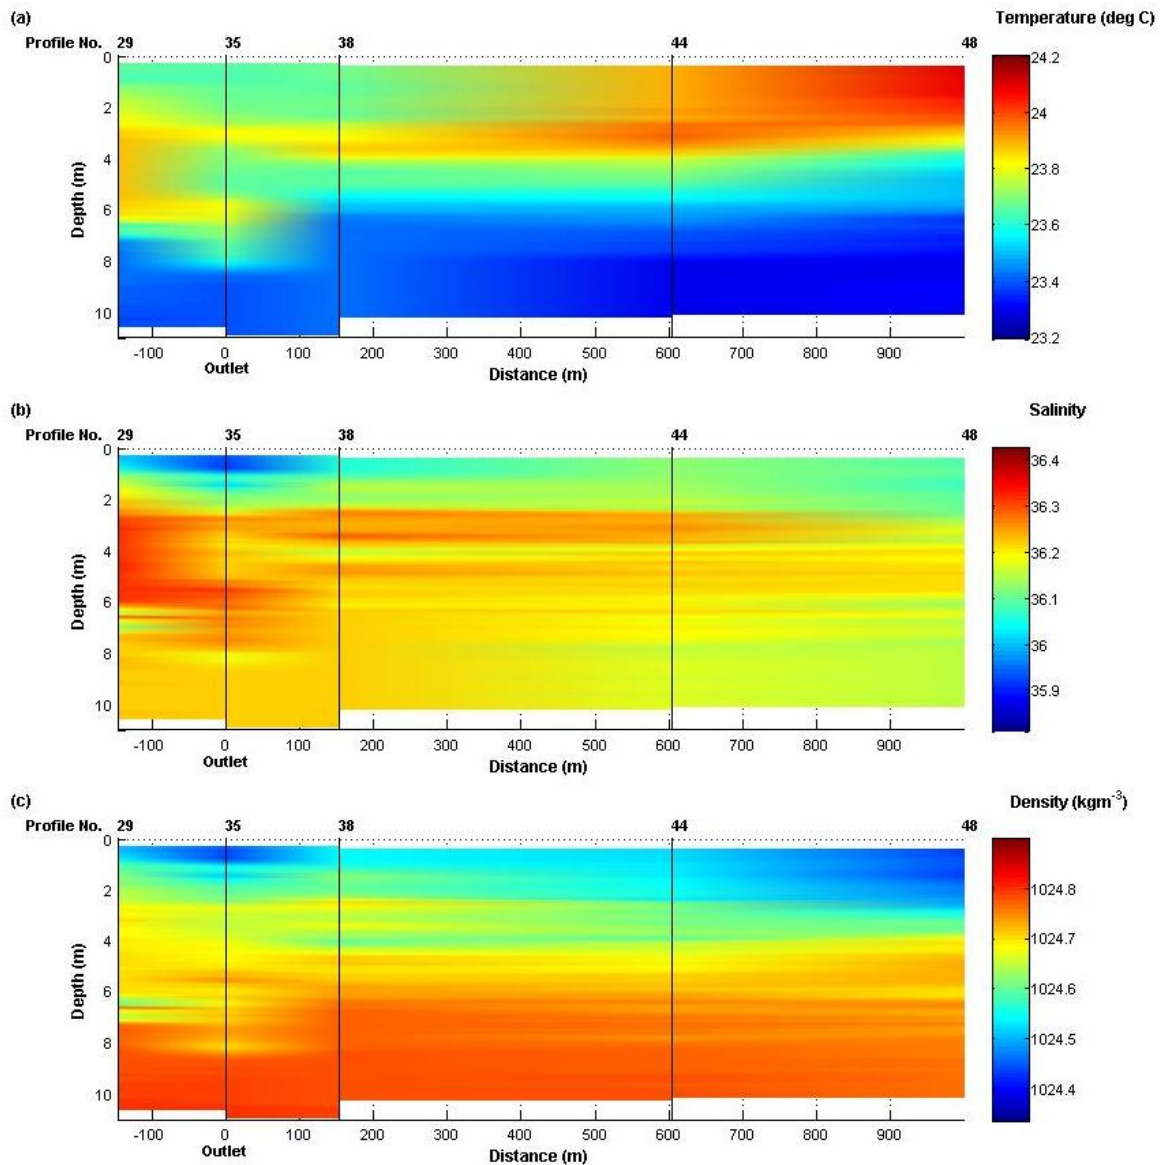 (a)
Temperature (deg C)
Profile No. 29 35 38 44 48
0
2
4
6
8
10
Depth (m)
24.2
24
23.8
23.6
23.4
23.2
-100 0 100 200 300 400 500 600 700 800 900
Outlet
Distance (m)
(b)
Salinity
Profile No. 29 35 38 44 48
0
2
4
6
8
10
Depth (m)
36.4
36.3
36.2
36.1
36
35.9
-100 0 100 200 300 400 500 600 700 800 900
Outlet
Distance (m)
(c)
Density (kgm-3)
Profile No. 29 35 38 44 48
0
2
4
6
8
10
Depth (m)
1024.8
1024.7
1024.6
1024.5
1024.4
-100 0 100 200 300 400 500 600 700 800 900
Outlet
Distance (m)